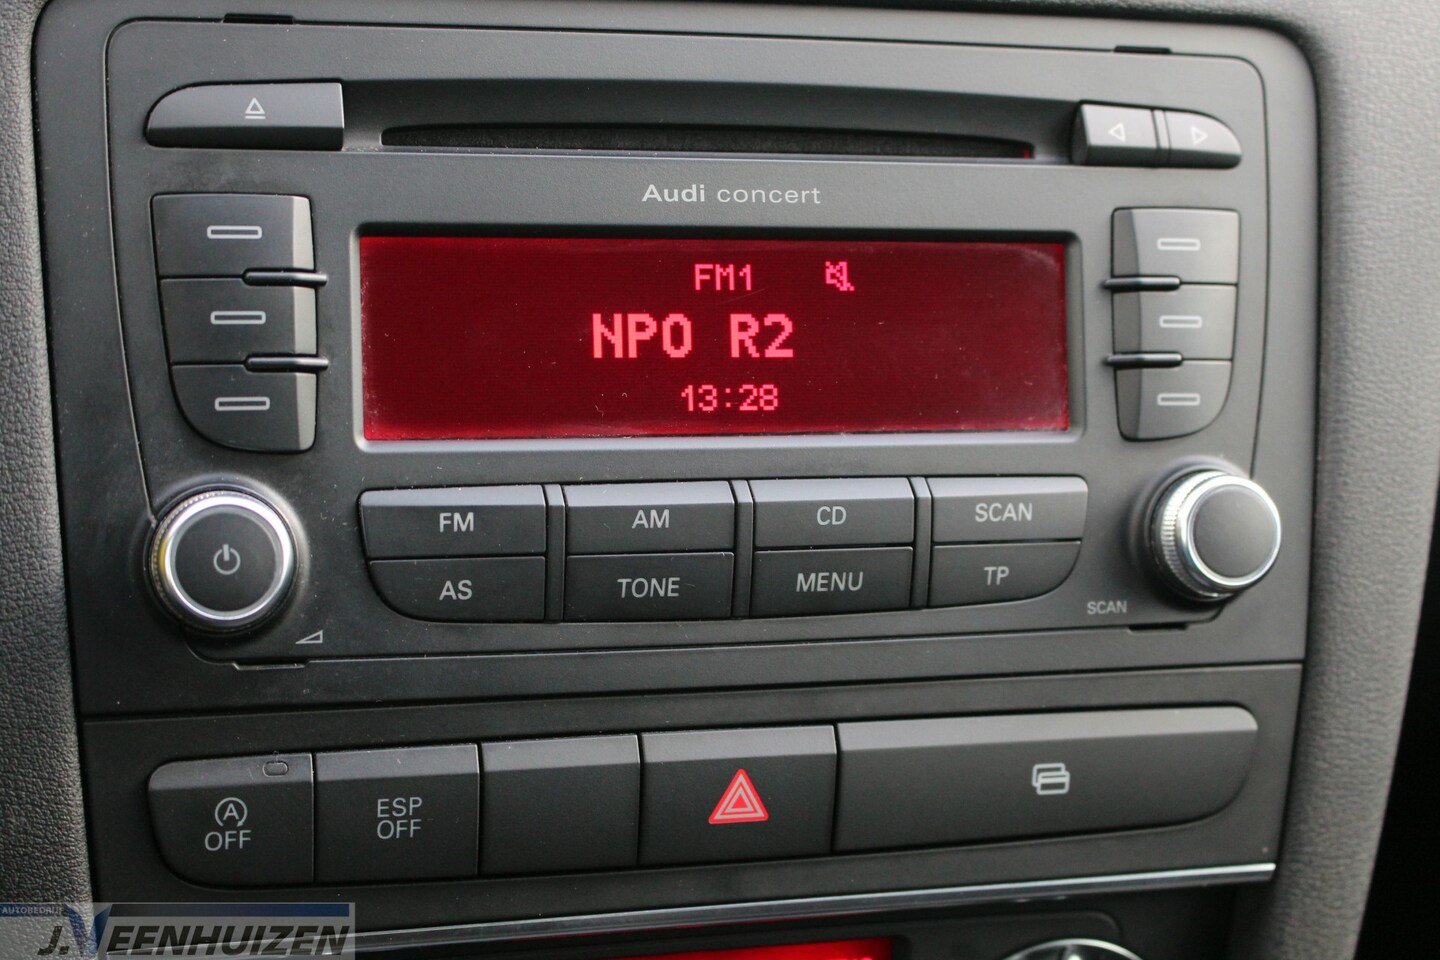 Audi concert
FM1
NPO R2
13:28
FM
AM
CD
SCAN
AS
TONE
MENU
TP
SCAN
A
OFF
ESP
OFF
AUTOBEDRIJF
J.VEENHUIZEN